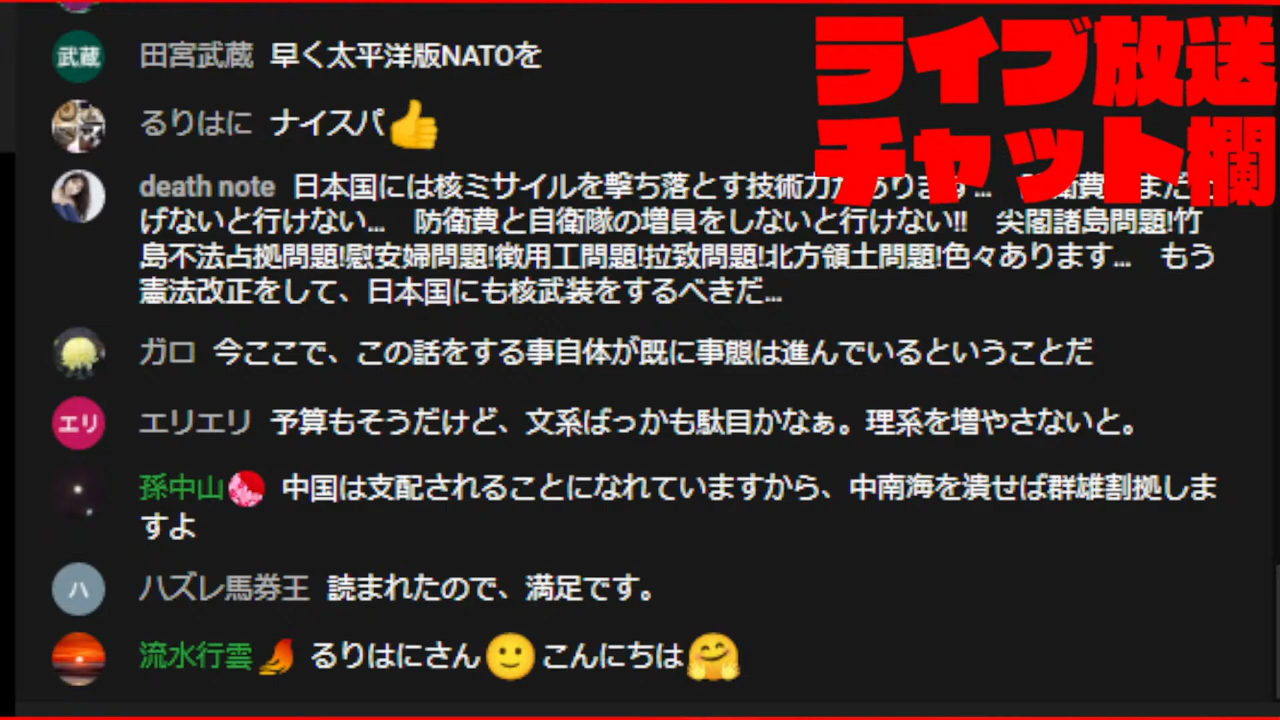 ライブ放送
チャット欄
武蔵 田宮武蔵 早く太平洋版NATOを
るりはに ナイスパ👍
death note 日本国には核ミサイルを撃ち落とす技術力があります… 衛費 まだ
げないと行けない… 防衛費と自衛隊の増員をしないと行けない!! 尖閣諸島問題!竹
島不法占拠問題!慰安婦問題!徴用工問題!拉致問題!北方領土問題!色々あります… もう
憲法改正をして、日本国にも核武装をするべきだ…
ガロ 今ここで、この話をする事自体が既に事態は進んでいるということだ
エリ エリエリ 予算もそうだけど、文系ばっかも駄目かなぁ。理系を増やさないと。
孫中山 中国は支配されることになれていますから、中南海を潰せば群雄割拠しま
すよ
ハ ハズレ馬券王 読まれたので、満足です。
流水行雲 るりはにさん🙂こんにちは🤗